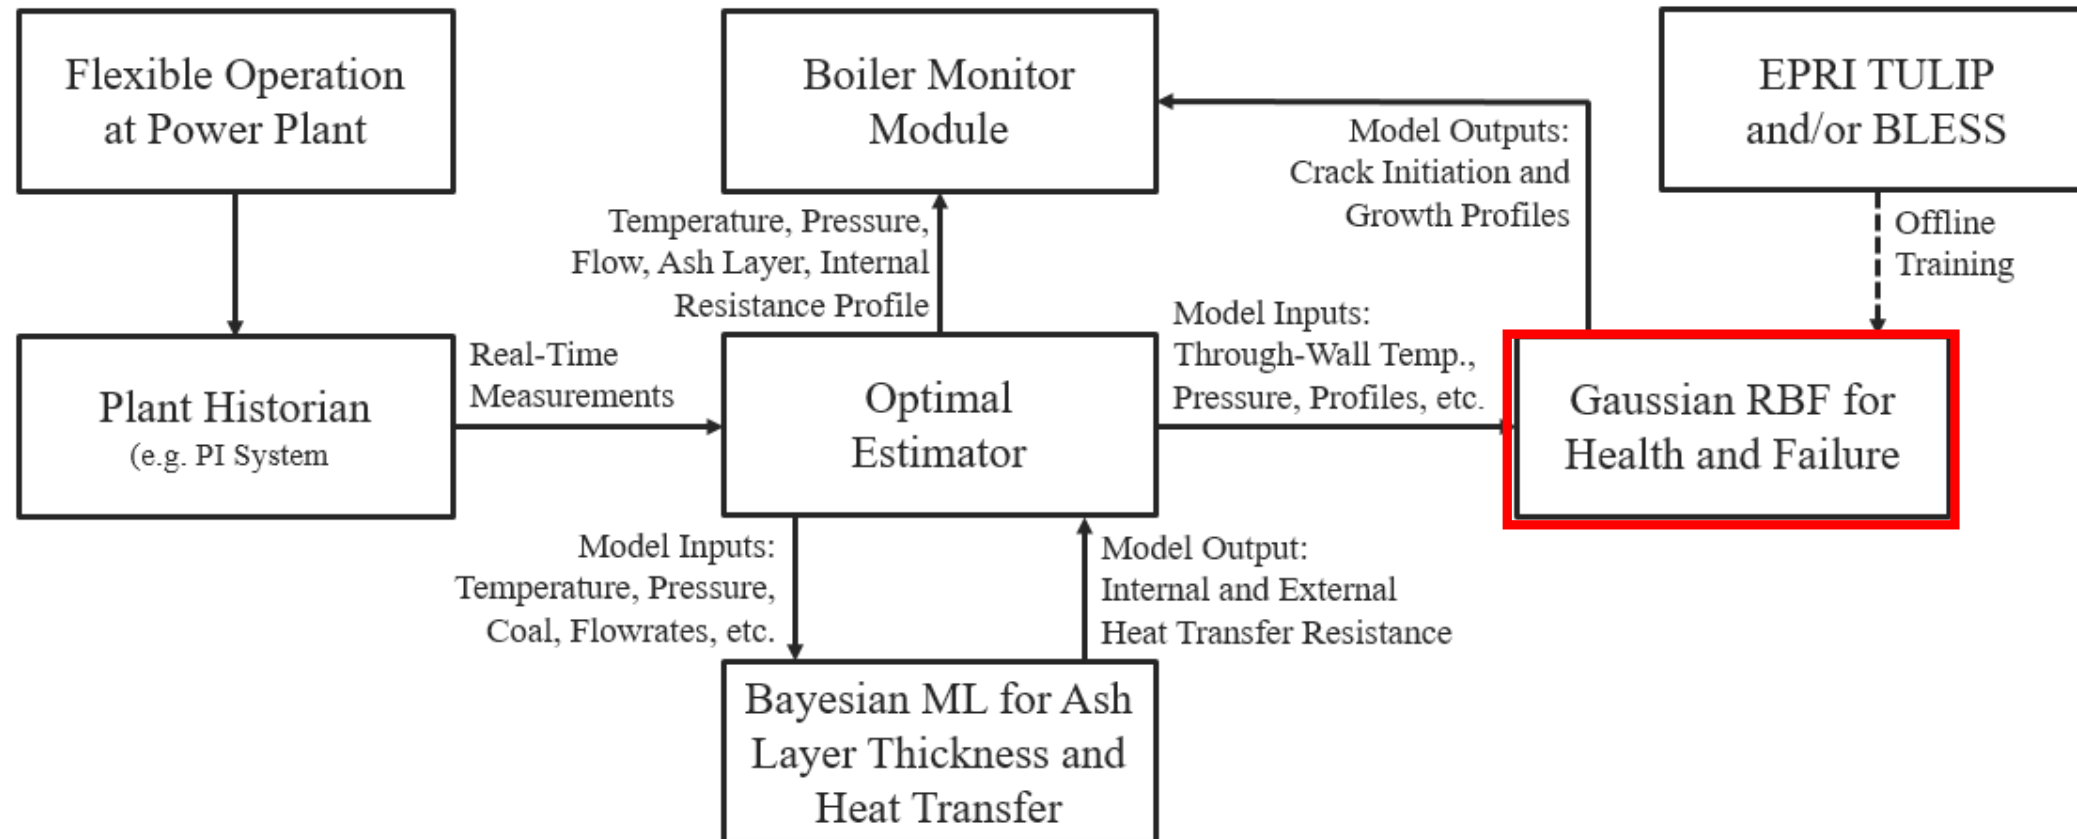 Flexible Operation
at Power Plant
Boiler Monitor
Module
EPRI TULIP
and/or BLESS
Model Outputs:
Crack Initiation and
Growth Profiles
Temperature, Pressure,
Flow, Ash Layer, Internal
Resistance Profile
Offline
Training
Plant Historian
(e.g. PI System
Real-Time
Measurements
Optimal
Estimator
Model Inputs:
Through-Wall Temp.,
Pressure, Profiles, etc.
Gaussian RBF for
Health and Failure
Model Inputs:
Temperature, Pressure,
Coal, Flowrates, etc.
Model Output:
Internal and External
Heat Transfer Resistance
Bayesian ML for Ash
Layer Thickness and
Heat Transfer